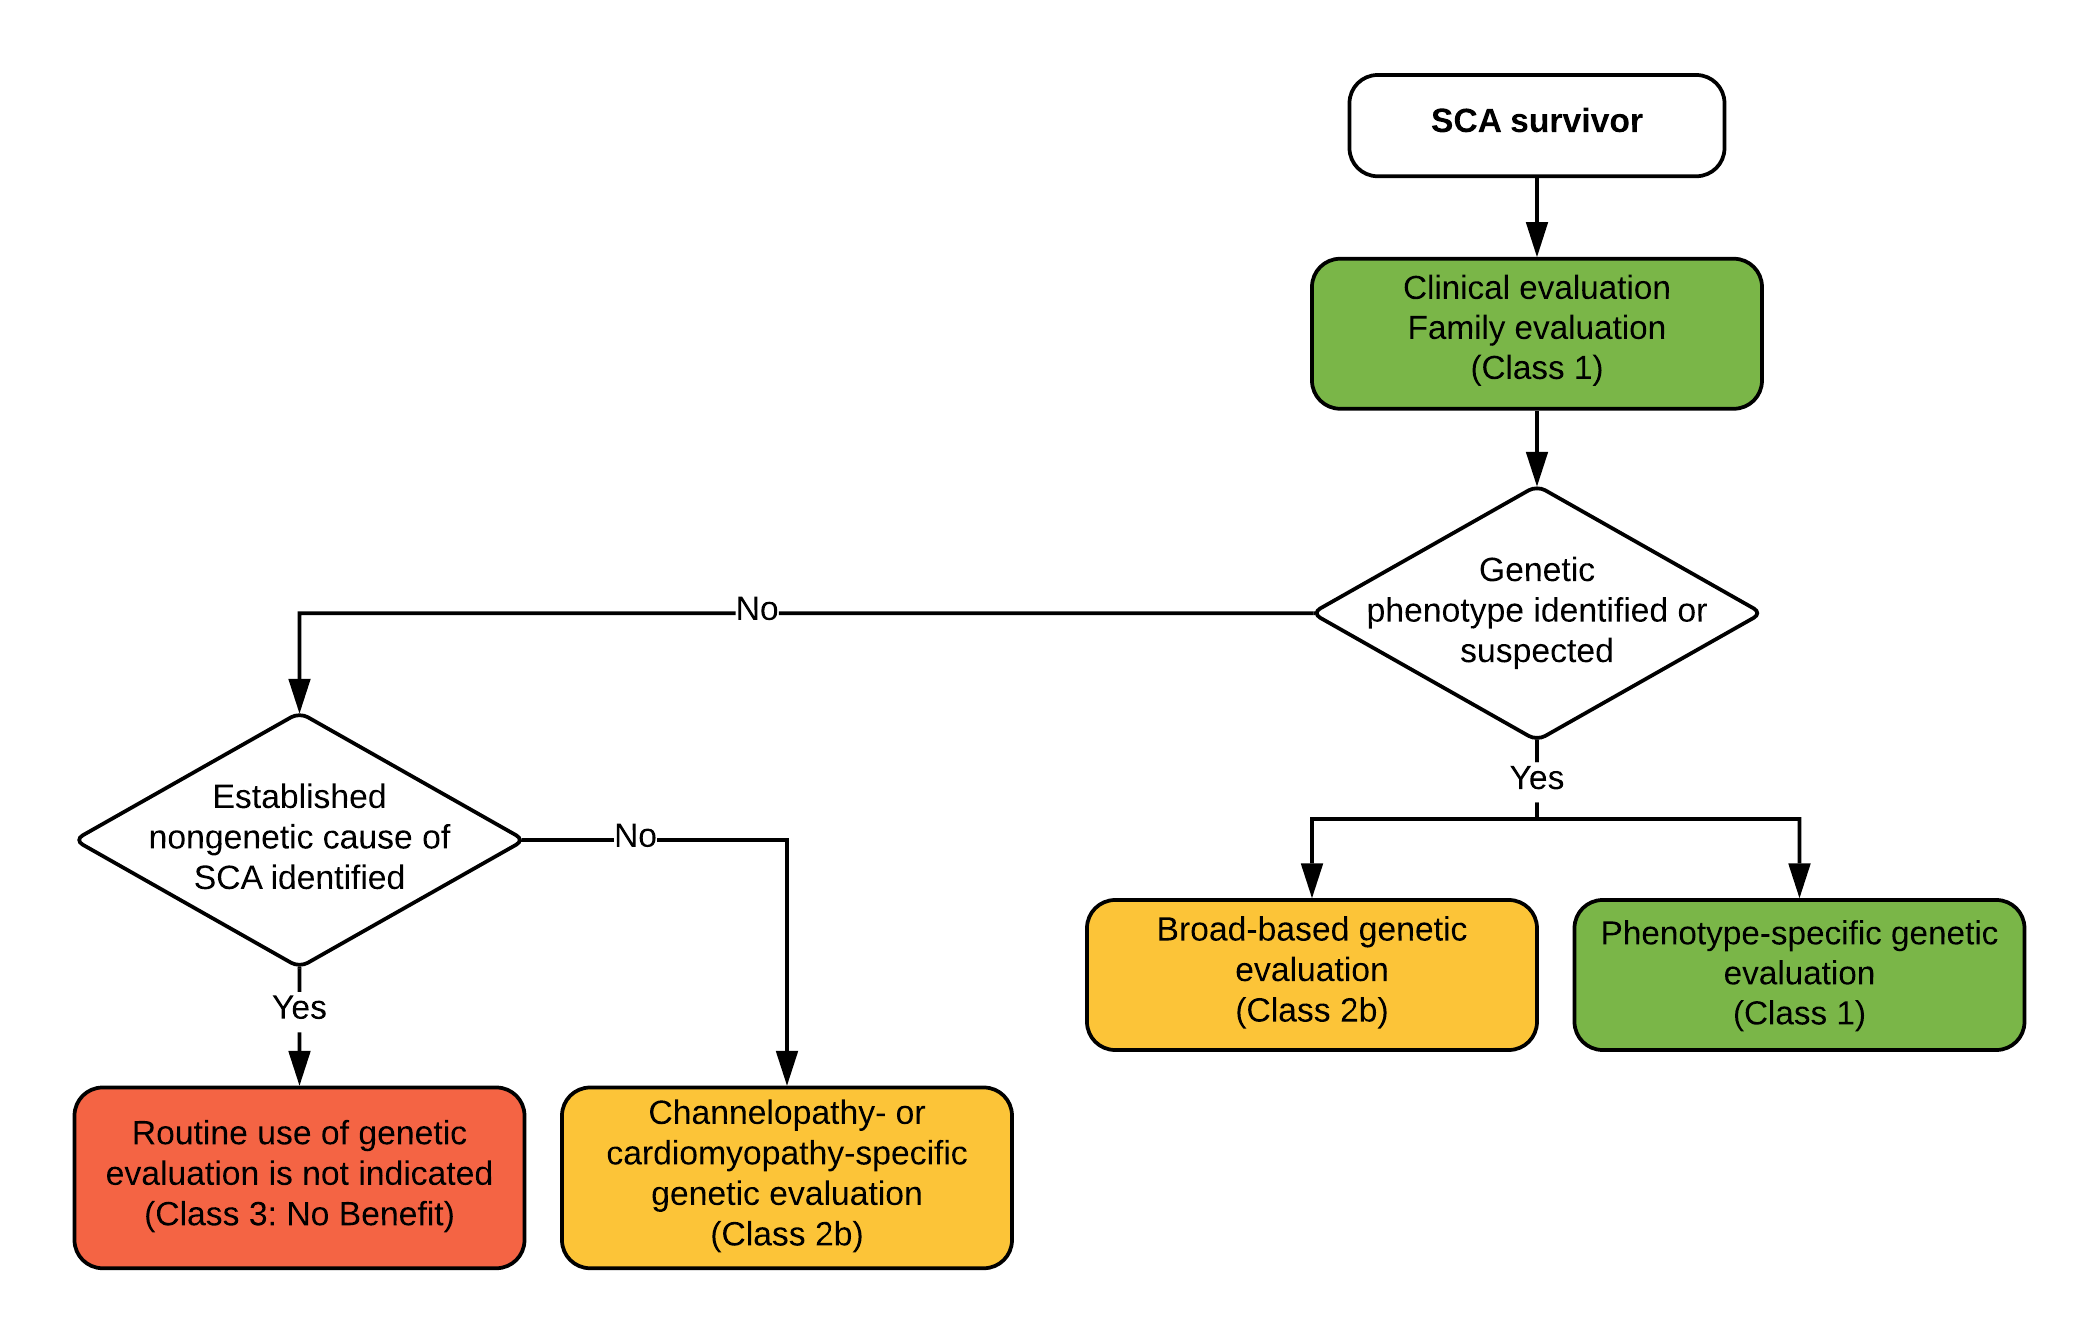 SCA survivor
Clinical evaluation
Family evaluation
(Class 1)
Genetic
phenotype identified or
suspected
No
Yes
Established
nongenetic cause of
SCA identified
No
Yes
Broad-based genetic
evaluation
(Class 2b)
Phenotype-specific genetic
evaluation
(Class 1)
Routine use of genetic
evaluation is not indicated
(Class 3: No Benefit)
Channelopathy- or
cardiomyopathy-specific
genetic evaluation
(Class 2b)